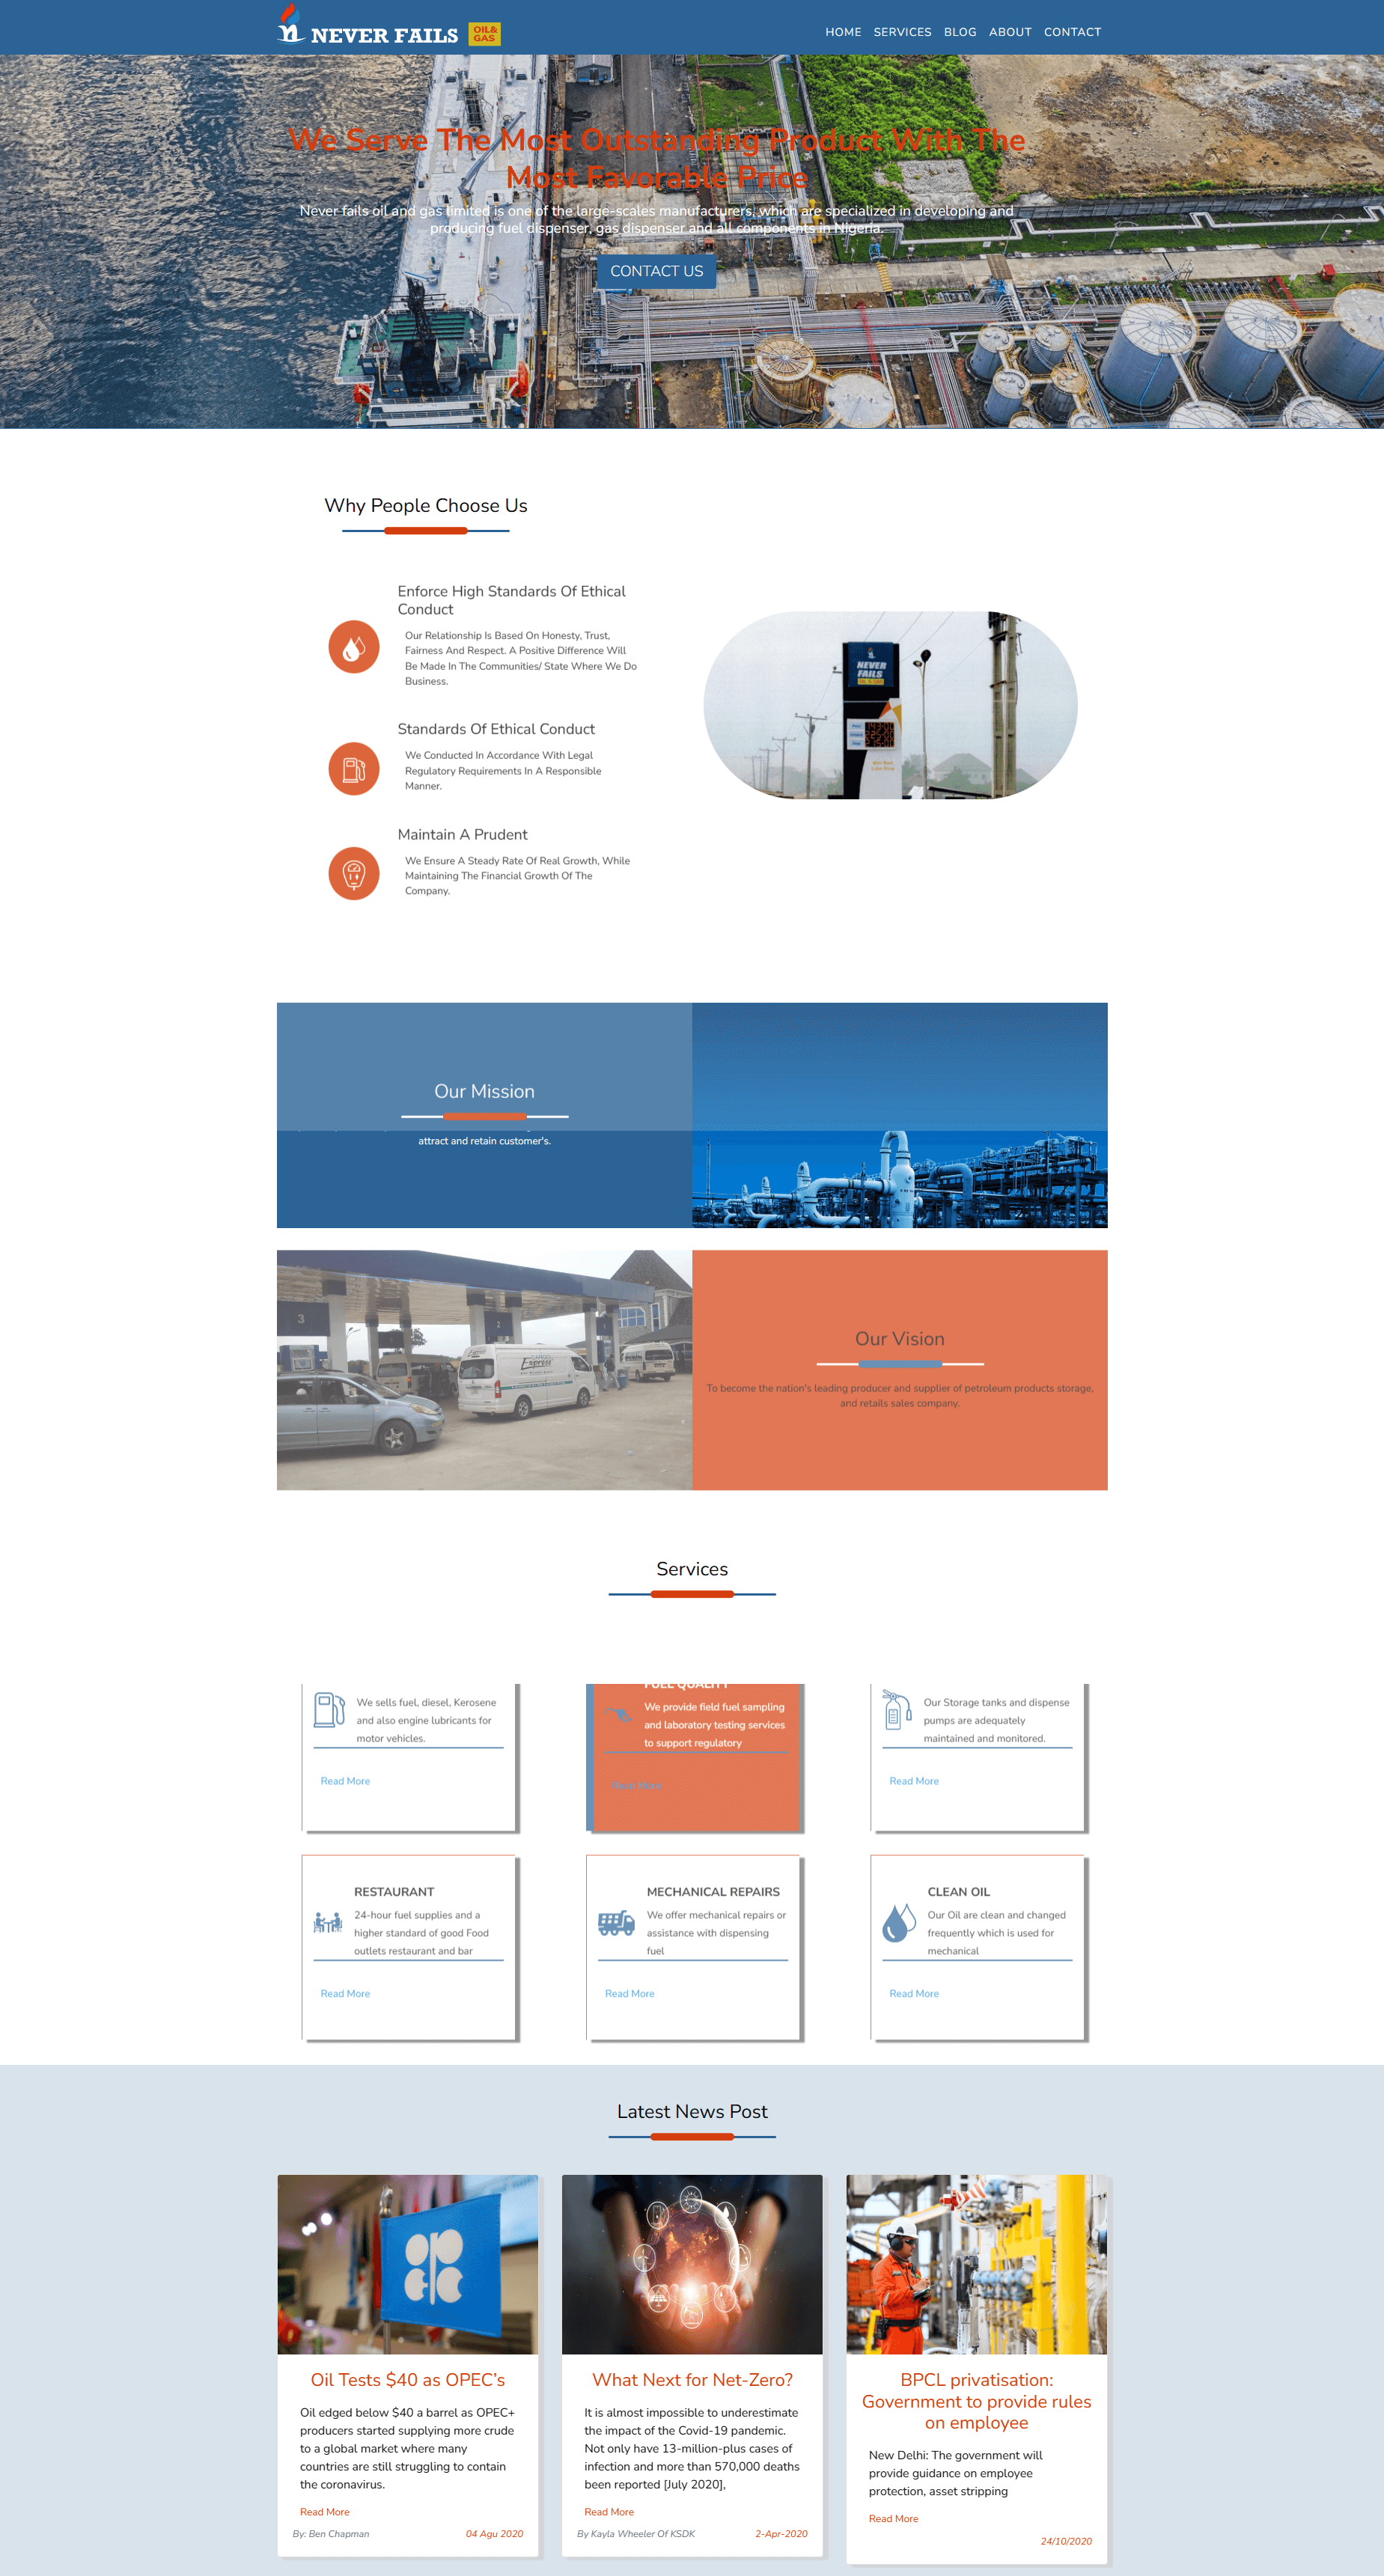 NEVER FAILS
OIL&
GAS
HOME SERVICES BLOG ABOUT CONTACT
We Serve The Most Outstanding Product With The
Most Favorable Price
Never fails oil and gas limited is one of the large-scales manufacturers, which are specialized in developing and
producing fuel dispenser, gas dispenser and all components in Nigeria.
CONTACT US
Why People Choose Us
Enforce High Standards Of Ethical
Conduct
Our Relationship Is Based On Honesty, Trust,
Fairness And Respect. A Positive Difference Will
Be Made In The Communities/ State Where We Do
Business.
Standards Of Ethical Conduct
We Conducted In Accordance With Legal
Regulatory Requirements In A Responsible
Manner.
Maintain A Prudent
We Ensure A Steady Rate Of Real Growth, While
Maintaining The Financial Growth Of The
Company.
NEVER
FAILS
Our Mission
attract and retain customer's.
3
2
Express
Our Vision
To become the nation's leading producer and supplier of petroleum products storage,
and retails sales company.
Services
We sells fuel, diesel, Kerosene
and also engine lubricants for
motor vehicles.
Read More
FUEL QUALITY
We provide field fuel sampling
and laboratory testing services
to support regulatory
Read More
Our Storage tanks and dispense
pumps are adequately
maintained and monitored.
Read More
RESTAURANT
24-hour fuel supplies and a
higher standard of good Food
outlets restaurant and bar
Read More
MECHANICAL REPAIRS
We offer mechanical repairs or
assistance with dispensing
fuel
Read More
CLEAN OIL
Our Oil are clean and changed
frequently which is used for
mechanical
Read More
Latest News Post
Oil Tests $40 as OPEC's
Oil edged below $40 a barrel as OPEC+
producers started supplying more crude
to a global market where many
countries are still struggling to contain
the coronavirus.
Read More
By: Ben Chapman 04 Agu 2020
What Next for Net-Zero?
It is almost impossible to underestimate
the impact of the Covid-19 pandemic.
Not only have 13-million-plus cases of
infection and more than 570,000 deaths
been reported [July 2020],
Read More
By Kayla Wheeler Of KSDK 2-Apr-2020
BPCL privatisation:
Government to provide rules
on employee
New Delhi: The government will
provide guidance on employee
protection, asset stripping
Read More
24/10/2020